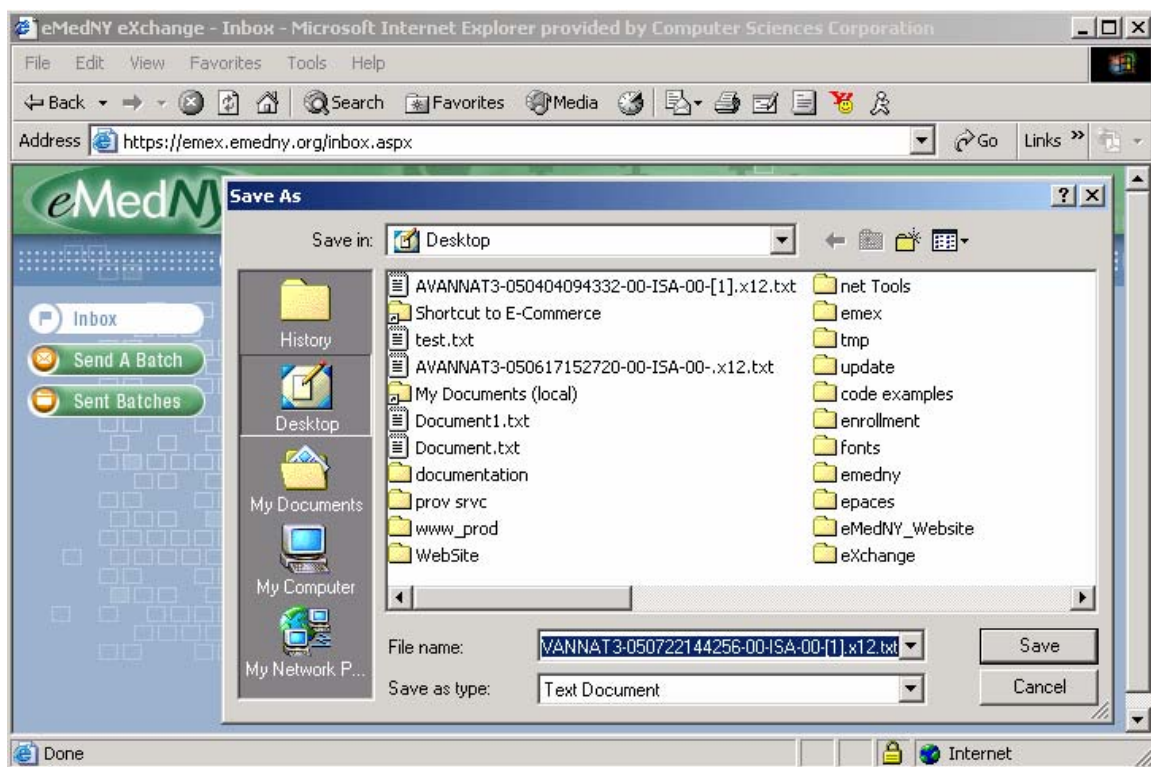 eMedNY eXchange - Inbox - Microsoft Internet Explorer provided by Computer Sciences Corporation
File Edit View Favorites Tools Help
Back Search Favorites Media
Address https://emex.emedny.org/inbox.aspx Go Links »
eMedNY
Save As
Save in: Desktop
Inbox
Send A Batch
Sent Batches
History
Desktop
My Documents
My Computer
My Network P...
AVANNAT3-050404094332-00-ISA-00-[1].x12.txt
Shortcut to E-Commerce
test.txt
AVANNAT3-050617152720-00-ISA-00-.x12.txt
My Documents (local)
Document1.txt
Document.txt
documentation
prov srvc
www_prod
WebSite
net Tools
emex
tmp
update
code examples
enrollment
fonts
emedny
epaces
eMedNY_Website
eXchange
File name: VANNAT3-050722144256-00-ISA-00-[1].x12.txt Save
Save as type: Text Document Cancel
Done Internet